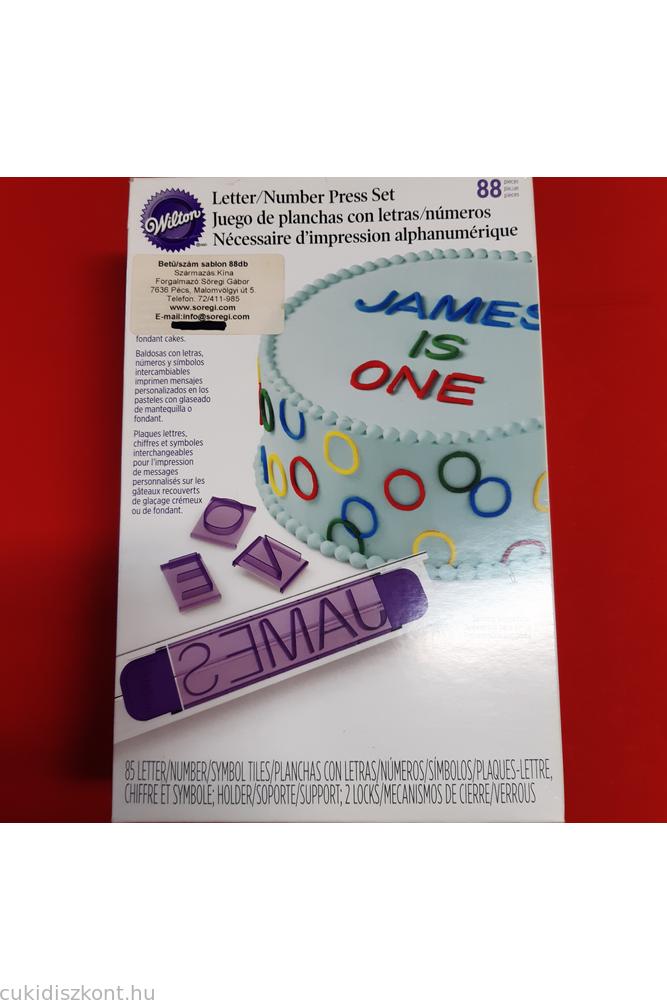 Wilton
Letter/Number Press Set
Juego de planchas con letras/números
Nécessaire d'impression alphanumérique
88
pieces
piezas
pièces
Betű/szám sablon 88db
Származás:Kína
Forgalmazó:Söregi Gábor
7636 Pécs, Malomvölgyi út 5.
Telefon: 72/411-985
www.soregi.com
E-mail:info@soregi.com
fondant cakes.
Baldosas con letras,
números y símbolos
intercambiables
imprimen mensajes
personalizados en los
pasteles con glaseado
de mantequilla o
fondant.
Plaques lettres,
chiffres et symboles
interchangeables
pour l'impression
de messages
personnalisés sur les
gâteaux recouverts
de glaçage crémeux
ou de fondant.
JAMES
IS
ONE
O
V
E
JAMES
85 LETTER/NUMBER/SYMBOL TILES/PLANCHAS CON LETRAS/NÚMEROS/SÍMBOLOS/PLAQUES-LETTRE,
CHIFFRE ET SYMBOLE; HOLDER/SOPORTE/SUPPORT; 2 LOCKS/MECANISMOS DE CIERRE/VERROUS
cukidiszkont.hu